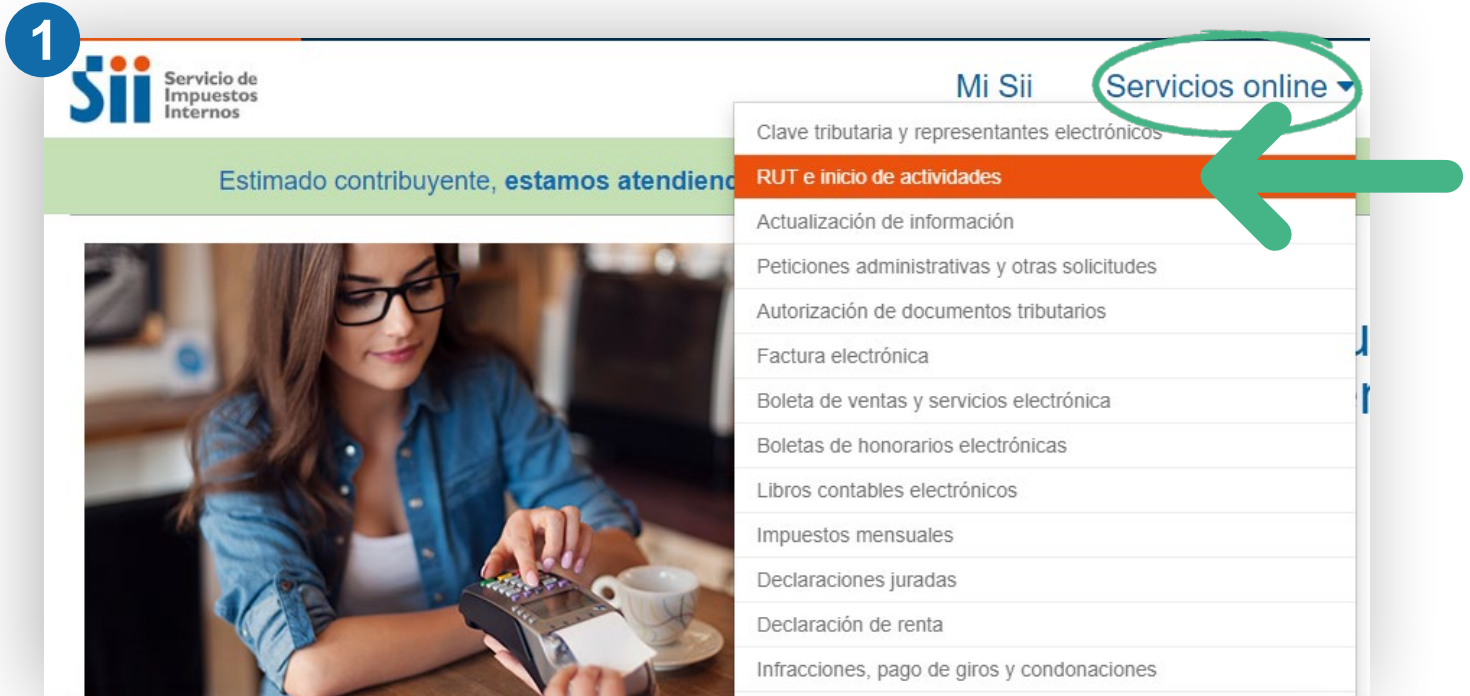 1
Sii Servicio de
Impuestos
Internos
Mi Sii
Servicios online
Estimado contribuyente, estamos atendiend
Clave tributaria y representantes electrónicos
RUT e inicio de actividades
Actualización de información
Peticiones administrativas y otras solicitudes
Autorización de documentos tributarios
Factura electrónica
Boleta de ventas y servicios electrónica
Boletas de honorarios electrónicas
Libros contables electrónicos
Impuestos mensuales
Declaraciones juradas
Declaración de renta
Infracciones, pago de giros y condonaciones